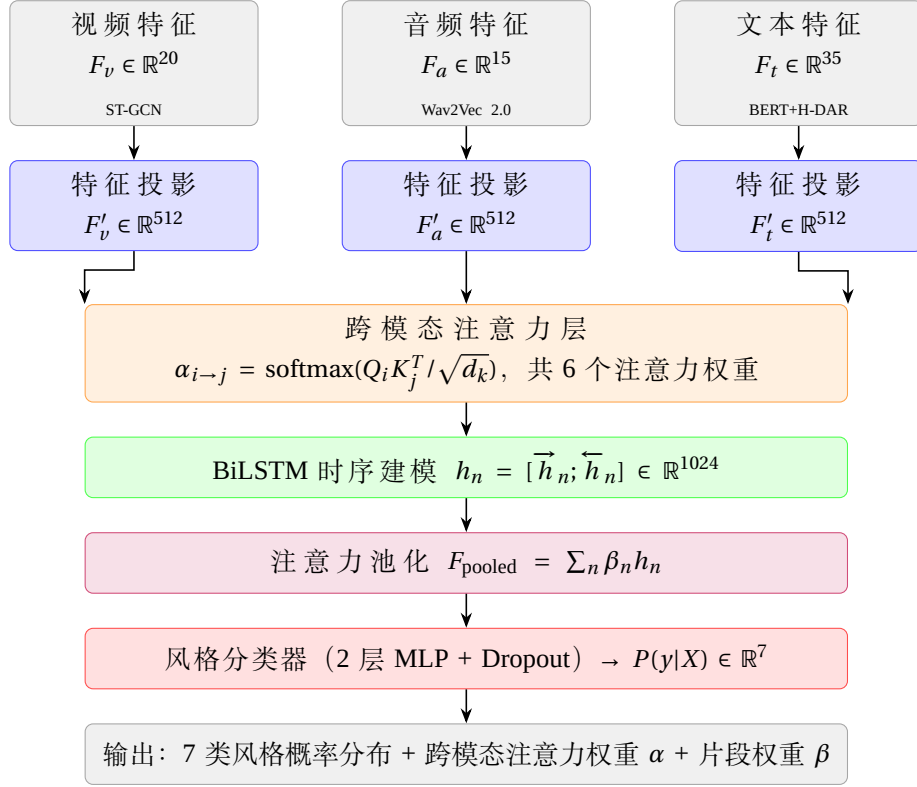 视频特征
F_v ∈ ℝ^20
ST-GCN
音频特征
F_a ∈ ℝ^15
Wav2Vec 2.0
文本特征
F_t ∈ ℝ^35
BERT+H-DAR
特征投影
F'_v ∈ ℝ^512
特征投影
F'_a ∈ ℝ^512
特征投影
F'_t ∈ ℝ^512
跨模态注意力层
α_{i→j} = softmax(Q_i K_j^T/√d_k)，共 6 个注意力权重
BiLSTM 时序建模 h_n = [→h_n; ←h_n] ∈ ℝ^1024
注意力池化 F_pooled = ∑_n β_n h_n
风格分类器（2 层 MLP + Dropout）→ P(y|X) ∈ ℝ^7
输出：7 类风格概率分布 + 跨模态注意力权重 α + 片段权重 β